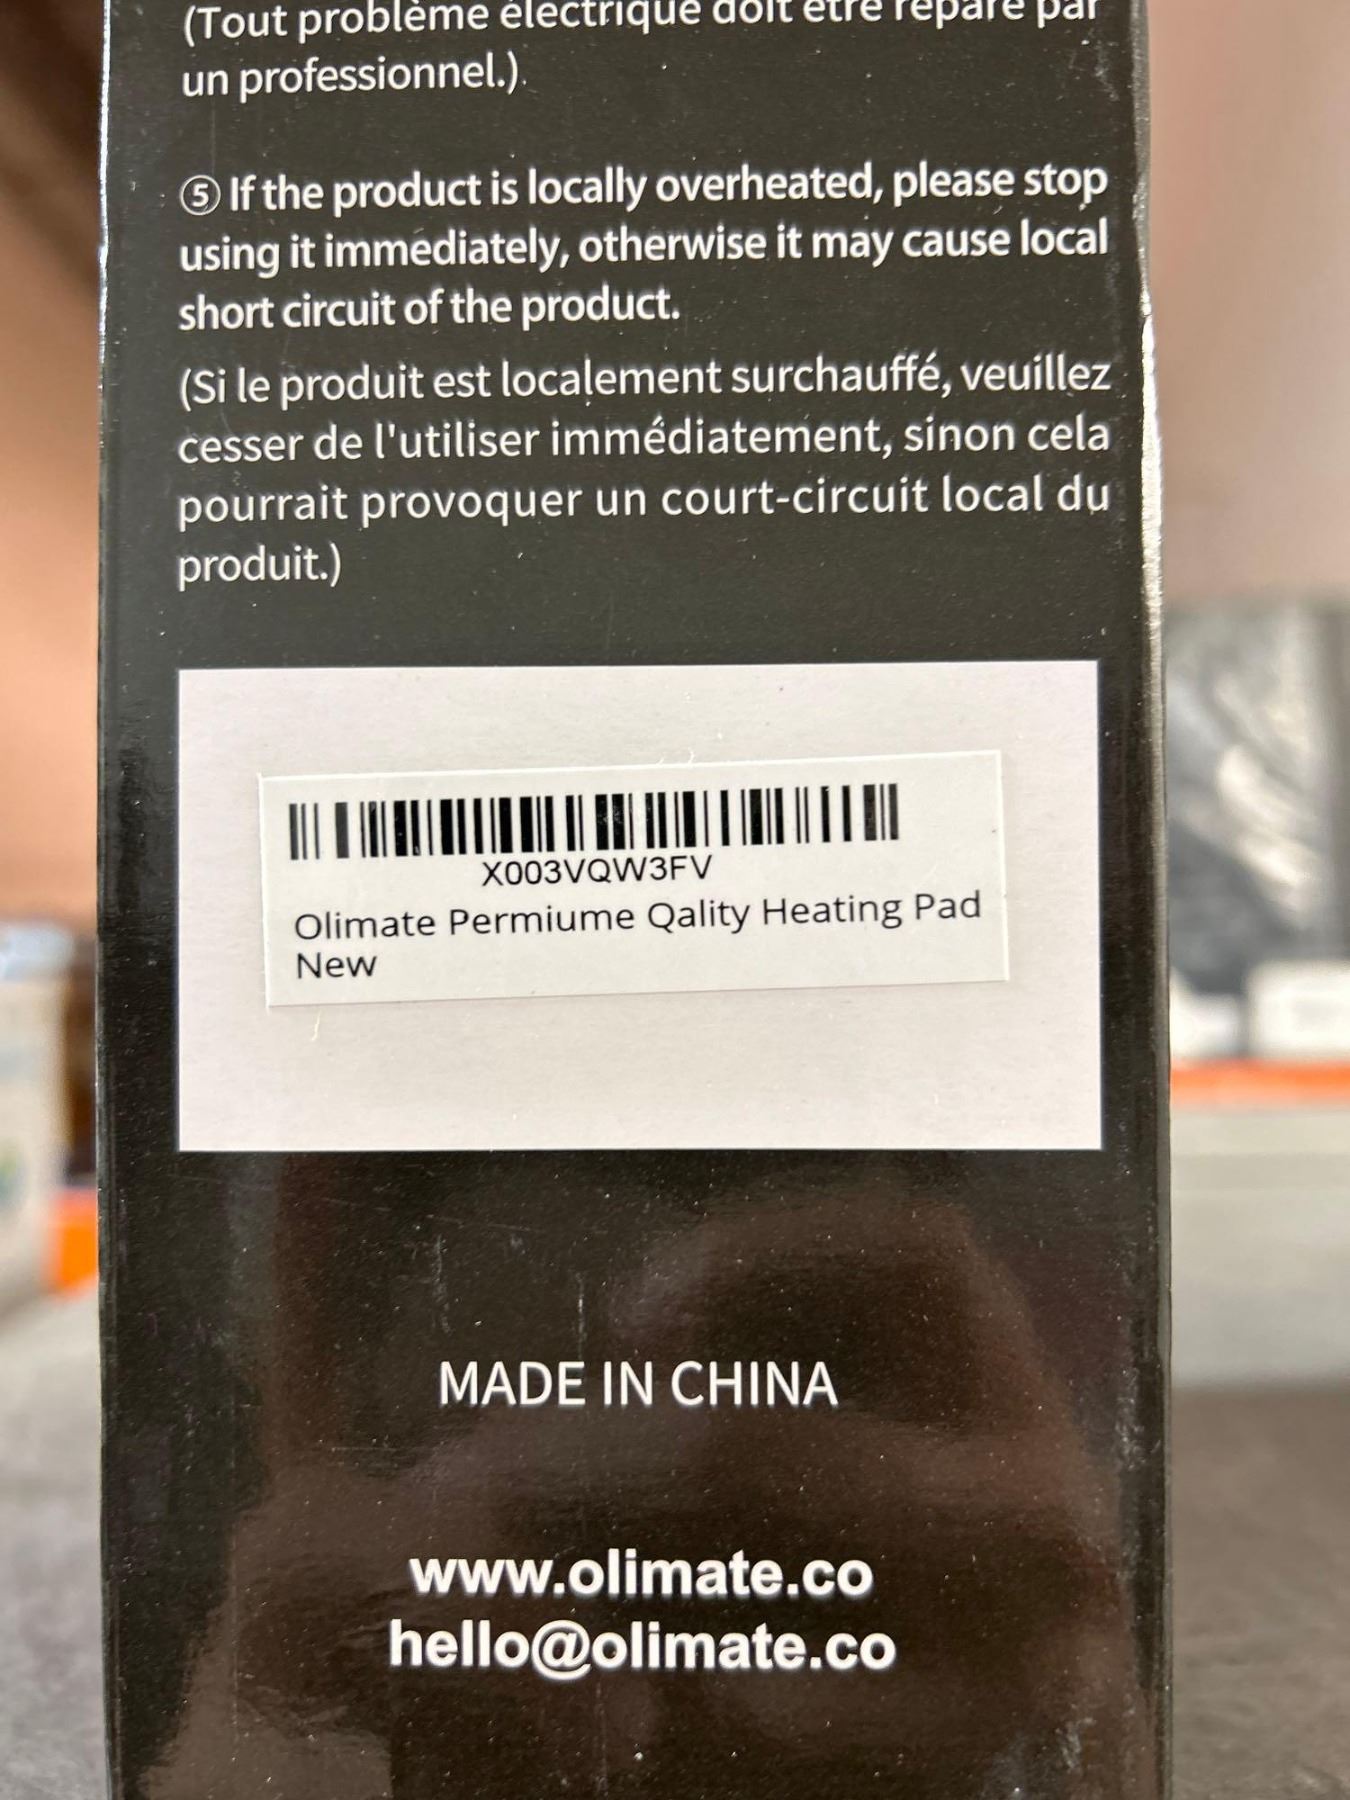 (Tout problème électrique doit être réparé par
un professionnel.).
⑤ If the product is locally overheated, please stop
using it immediately, otherwise it may cause local
short circuit of the product.
(Si le produit est localement surchauffé, veuillez
cesser de l'utiliser immédiatement, sinon cela
pourrait provoquer un court-circuit local du
produit.)
X003VQW3FV
Olimate Permiume Qality Heating Pad
New
MADE IN CHINA
www.olimate.co
hello@olimate.co